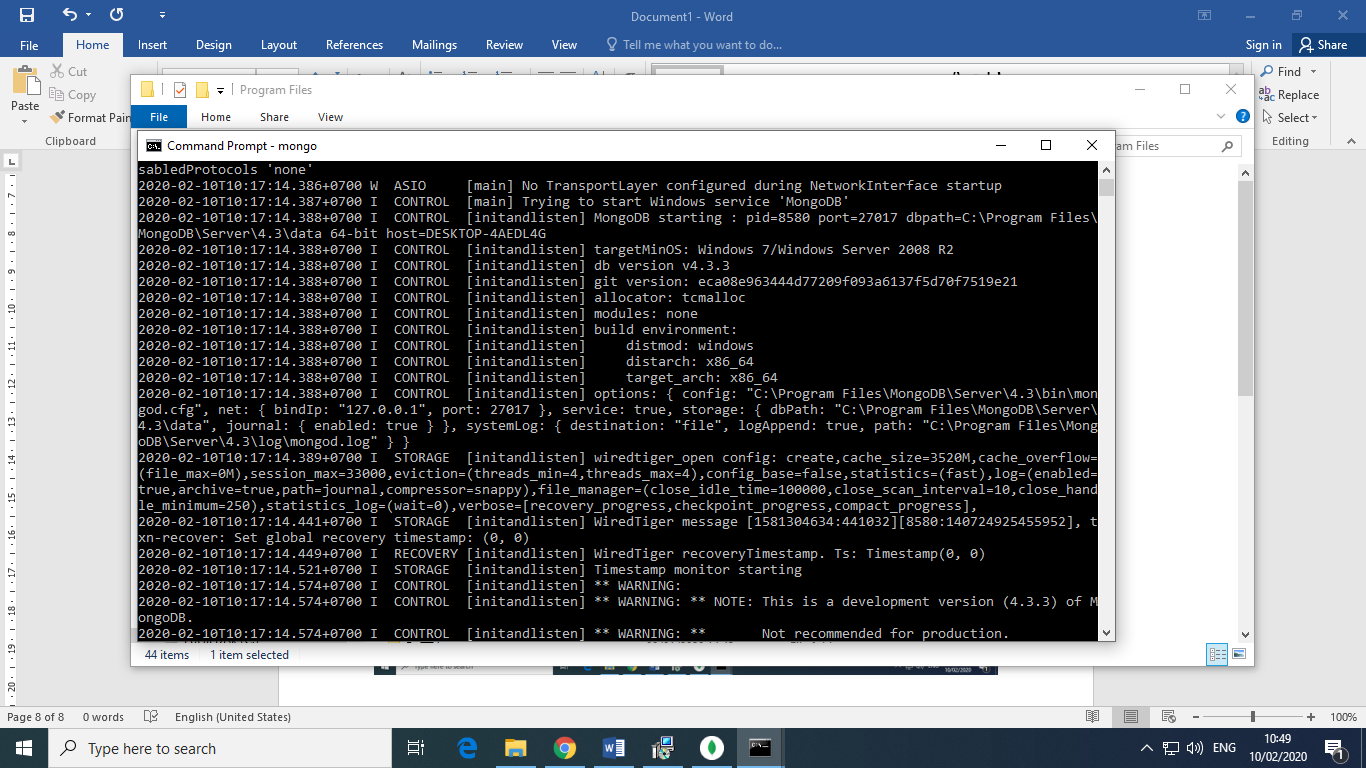 Document1 - Word
File
Home
Insert
Design
Layout
References
Mailings
Review
View
Tell me what you want to do...
Sign in
Share
Paste
Cut
Copy
Format Pain
Clipboard
Find
Replace
Select
Editing
Program Files
File
Home
Share
View
am Files
Command Prompt - mongo
sabledProtocols 'none'
2020-02-10T10:17:14.386+0700 W  ASIO     [main] No TransportLayer configured during NetworkInterface startup
2020-02-10T10:17:14.387+0700 I  CONTROL  [main] Trying to start Windows service 'MongoDB'
2020-02-10T10:17:14.388+0700 I  CONTROL  [initandlisten] MongoDB starting : pid=8580 port=27017 dbpath=C:\Program Files\
MongoDB\Server\4.3\data 64-bit host=DESKTOP-4AEDL4G
2020-02-10T10:17:14.388+0700 I  CONTROL  [initandlisten] targetMinOS: Windows 7/Windows Server 2008 R2
2020-02-10T10:17:14.388+0700 I  CONTROL  [initandlisten] db version v4.3.3
2020-02-10T10:17:14.388+0700 I  CONTROL  [initandlisten] git version: eca08e963444d77209f093a6137f5d70f7519e21
2020-02-10T10:17:14.388+0700 I  CONTROL  [initandlisten] allocator: tcmalloc
2020-02-10T10:17:14.388+0700 I  CONTROL  [initandlisten] modules: none
2020-02-10T10:17:14.388+0700 I  CONTROL  [initandlisten] build environment:
2020-02-10T10:17:14.388+0700 I  CONTROL  [initandlisten]     distmod: windows
2020-02-10T10:17:14.388+0700 I  CONTROL  [initandlisten]     distarch: x86_64
2020-02-10T10:17:14.388+0700 I  CONTROL  [initandlisten]     target_arch: x86_64
2020-02-10T10:17:14.388+0700 I  CONTROL  [initandlisten] options: { config: "C:\Program Files\MongoDB\Server\4.3\bin\mon
god.cfg", net: { bindIp: "127.0.0.1", port: 27017 }, service: true, storage: { dbPath: "C:\Program Files\MongoDB\Server\
4.3\data", journal: { enabled: true } }, systemLog: { destination: "file", logAppend: true, path: "C:\Program Files\Mong
oDB\Server\4.3\log\mongod.log" } }
2020-02-10T10:17:14.389+0700 I  STORAGE  [initandlisten] wiredtiger_open config: create,cache_size=3520M,cache_overflow=
(file_max=0M),session_max=33000,eviction=(threads_min=4,threads_max=4),config_base=false,statistics=(fast),log=(enabled=
true,archive=true,path=journal,compressor=snappy),file_manager=(close_idle_time=100000,close_scan_interval=10,close_hand
le_minimum=250),statistics_log=(wait=0),verbose=[recovery_progress,checkpoint_progress,compact_progress],
2020-02-10T10:17:14.441+0700 I  STORAGE  [initandlisten] WiredTiger message [1581304634:441032][8580:140724925455952], t
xn-recover: Set global recovery timestamp: (0, 0)
2020-02-10T10:17:14.449+0700 I  RECOVERY [initandlisten] WiredTiger recoveryTimestamp. Ts: Timestamp(0, 0)
2020-02-10T10:17:14.521+0700 I  STORAGE  [initandlisten] Timestamp monitor starting
2020-02-10T10:17:14.574+0700 I  CONTROL  [initandlisten] ** WARNING:
2020-02-10T10:17:14.574+0700 I  CONTROL  [initandlisten] ** WARNING: ** NOTE: This is a development version (4.3.3) of M
ongoDB.
2020-02-10T10:17:14.574+0700 I  CONTROL  [initandlisten] ** WARNING: **       Not recommended for production.
44 items
1 item selected
Page 8 of 8
0 words
English (United States)
100%
Type here to search
ENG
10:49
10/02/2020
1